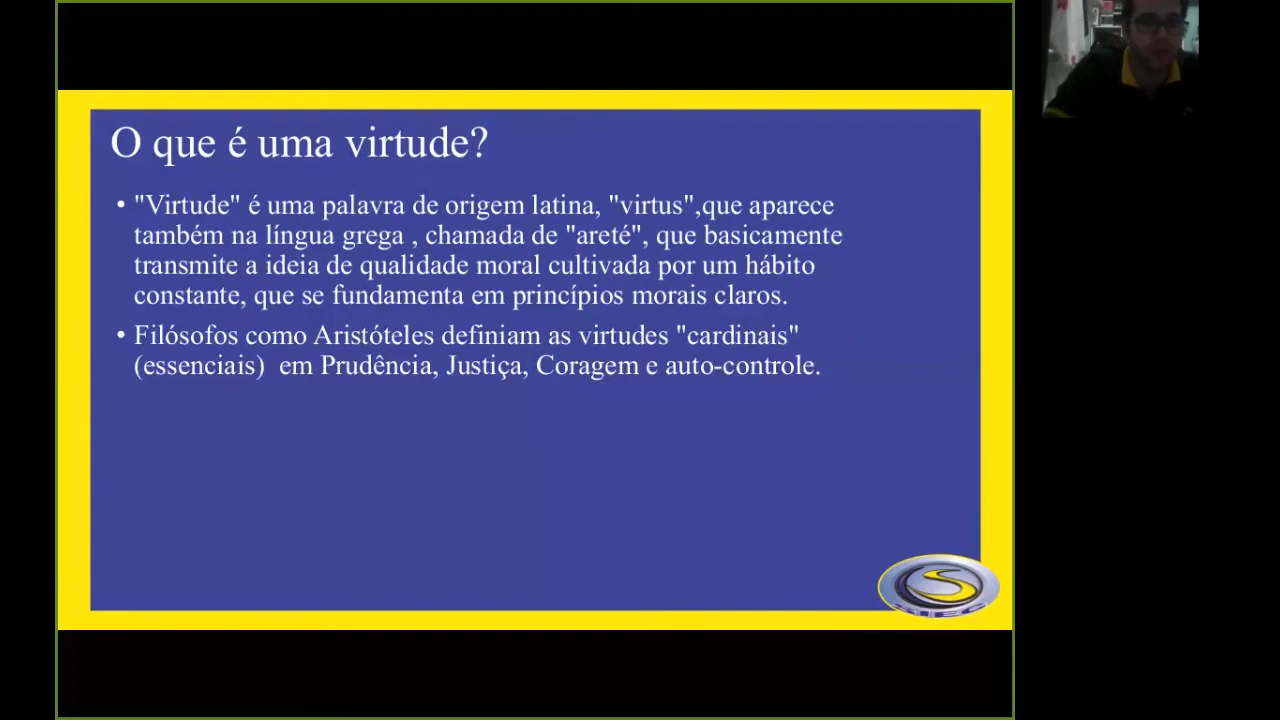 O que é uma virtude?
• "Virtude" é uma palavra de origem latina, "virtus",que aparece
também na língua grega , chamada de "areté", que basicamente
transmite a ideia de qualidade moral cultivada por um hábito
constante, que se fundamenta em princípios morais claros.
• Filósofos como Aristóteles definiam as virtudes "cardinais"
(essenciais)  em Prudência, Justiça, Coragem e auto-controle.